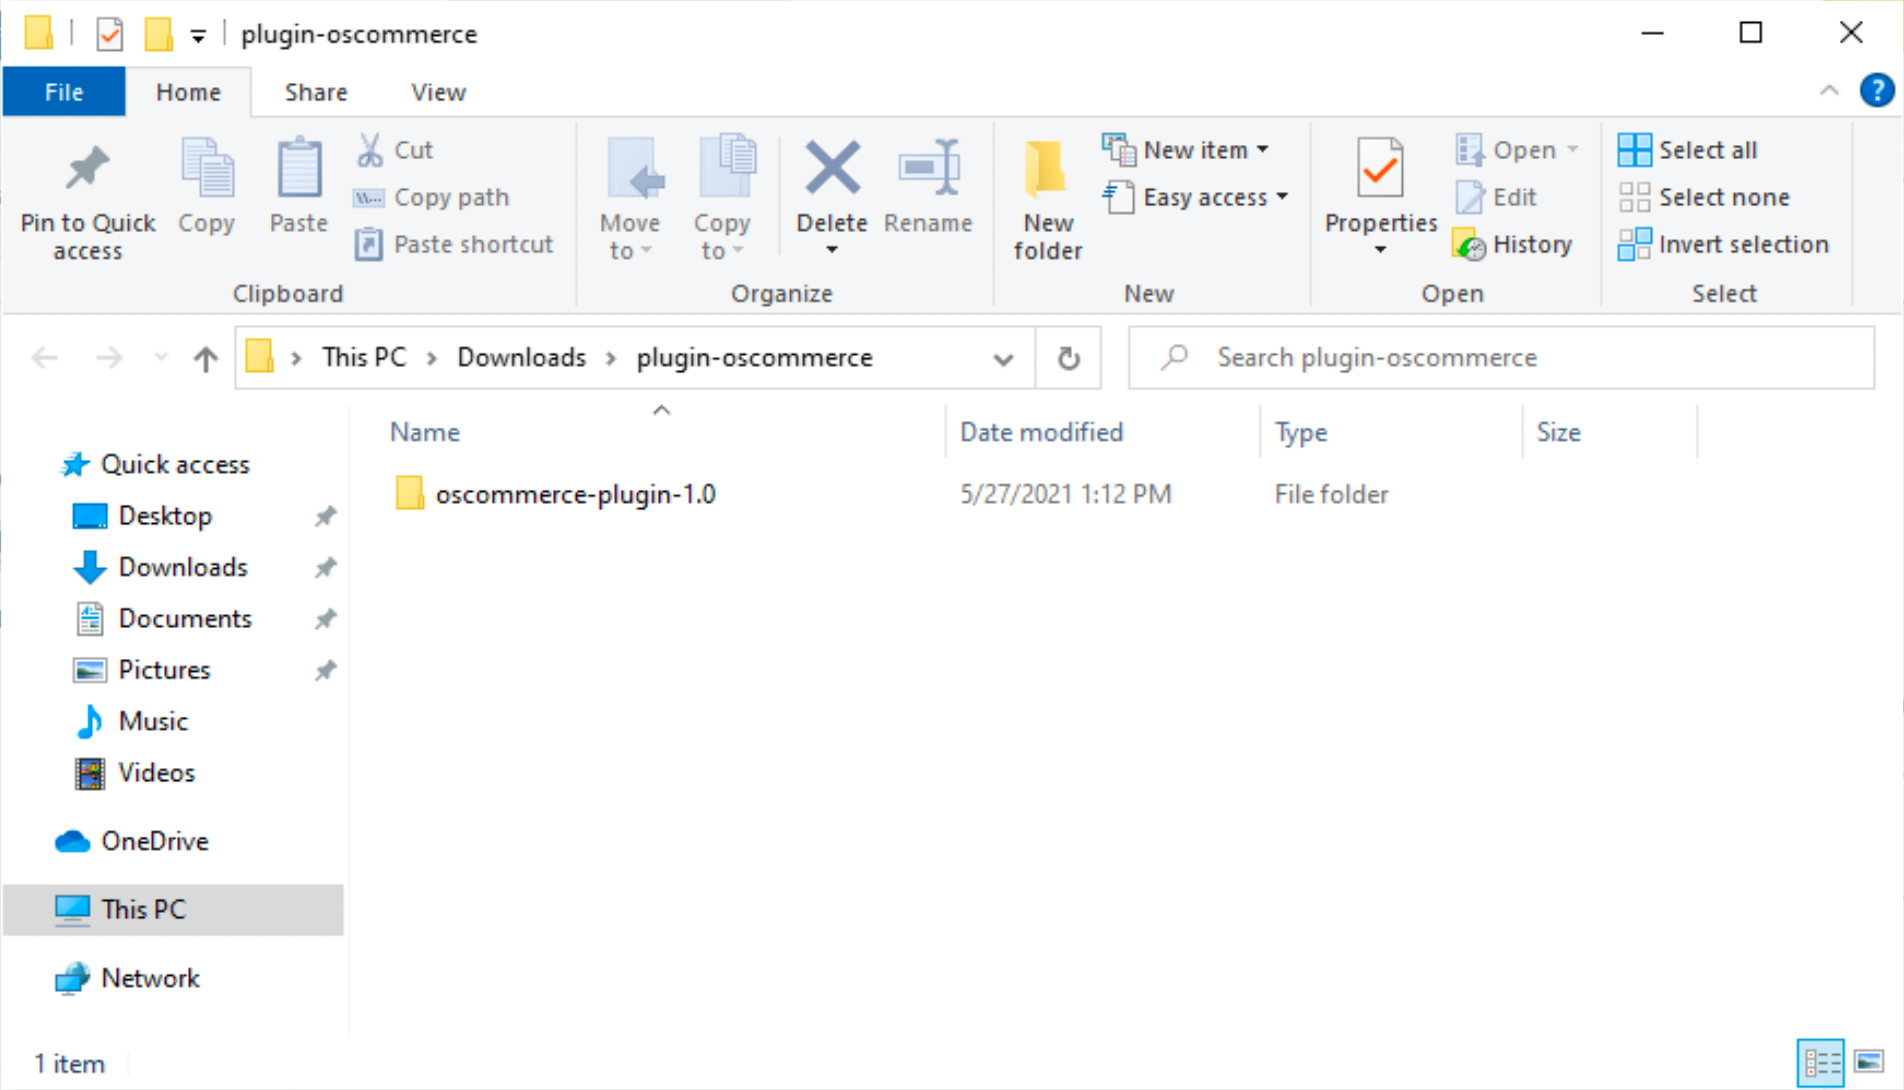 plugin-oscommerce
File Home Share View
?
Pin to Quick access
Copy
Paste
Cut
Copy path
Paste shortcut
Clipboard
Move to
Copy to
Delete
Rename
Organize
New folder
New item
Easy access
New
Properties
Open
Edit
History
Open
Select all
Select none
Invert selection
Select
This PC > Downloads > plugin-oscommerce
Search plugin-oscommerce
Name Date modified Type Size
oscommerce-plugin-1.0 5/27/2021 1:12 PM File folder
Quick access
Desktop
Downloads
Documents
Pictures
Music
Videos
OneDrive
This PC
Network
1 item